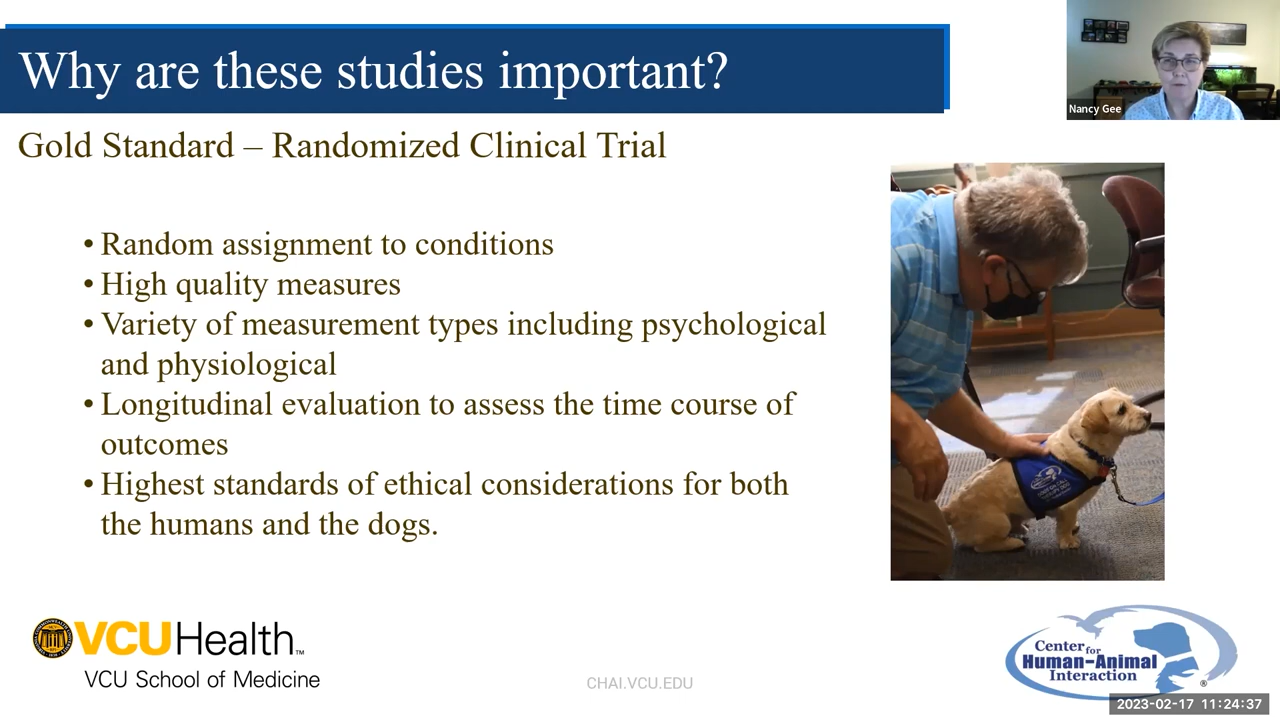 Why are these studies important?
Nancy Gee
Gold Standard – Randomized Clinical Trial
• Random assignment to conditions
• High quality measures
• Variety of measurement types including psychological
and physiological
• Longitudinal evaluation to assess the time course of
outcomes
• Highest standards of ethical considerations for both
the humans and the dogs.
VCUHealth™
VCU School of Medicine
CHAI.VCU.EDU
Center for
Human-Animal
Interaction
®
2023-02-17 11:24:37